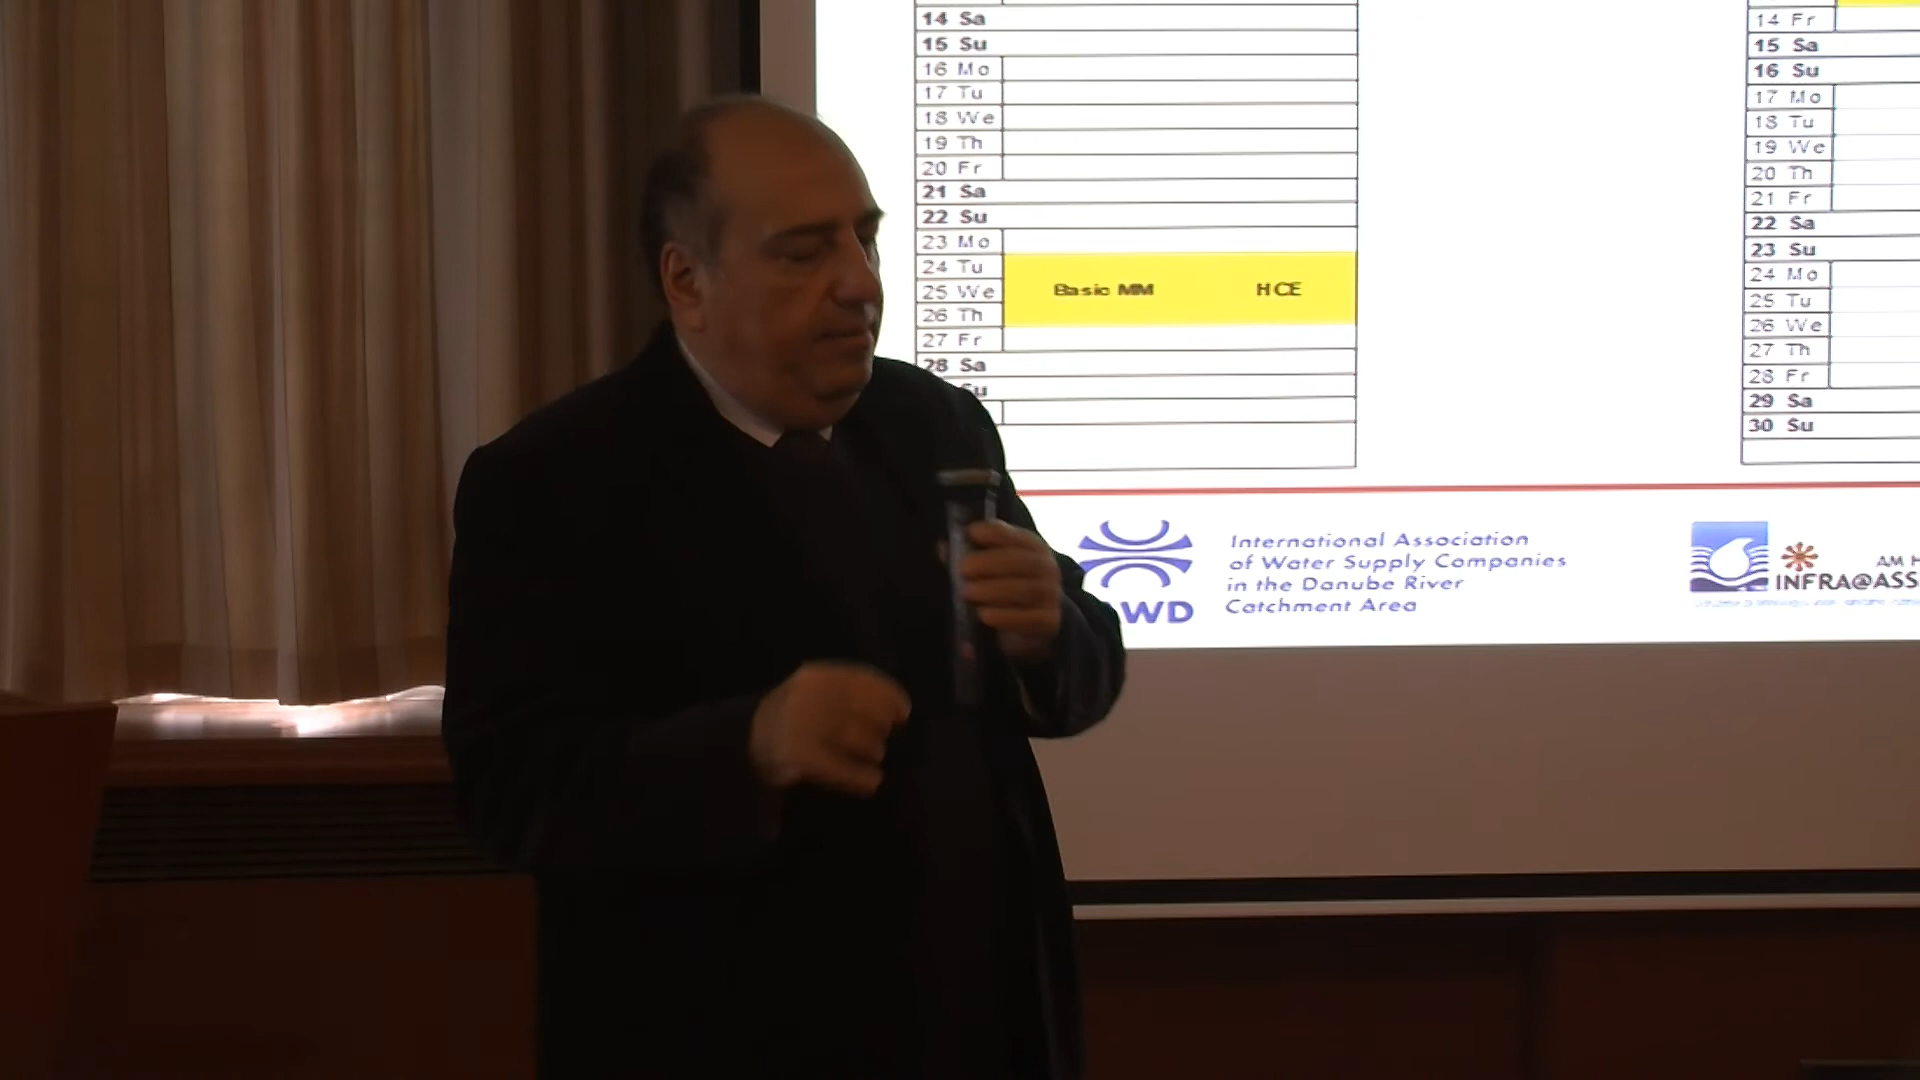 14 Sa
15 Su
16 Mo
17 Tu
18 We
19 Th
20 Fr
21 Sa
22 Su
23 Mo
24 Tu
25 We Basic MM HCE
26 Th
27 Fr
28 Sa
Su
14 Fr
15 Sa
16 Su
17 Mo
18 Tu
19 We
20 Th
21 Fr
22 Sa
23 Su
24 Mo
25 Tu
26 We
27 Th
28 Fr
29 Sa
30 Su
WD
International Association
of Water Supply Companies
in the Danube River
Catchment Area
AM H
INFRA@ASS